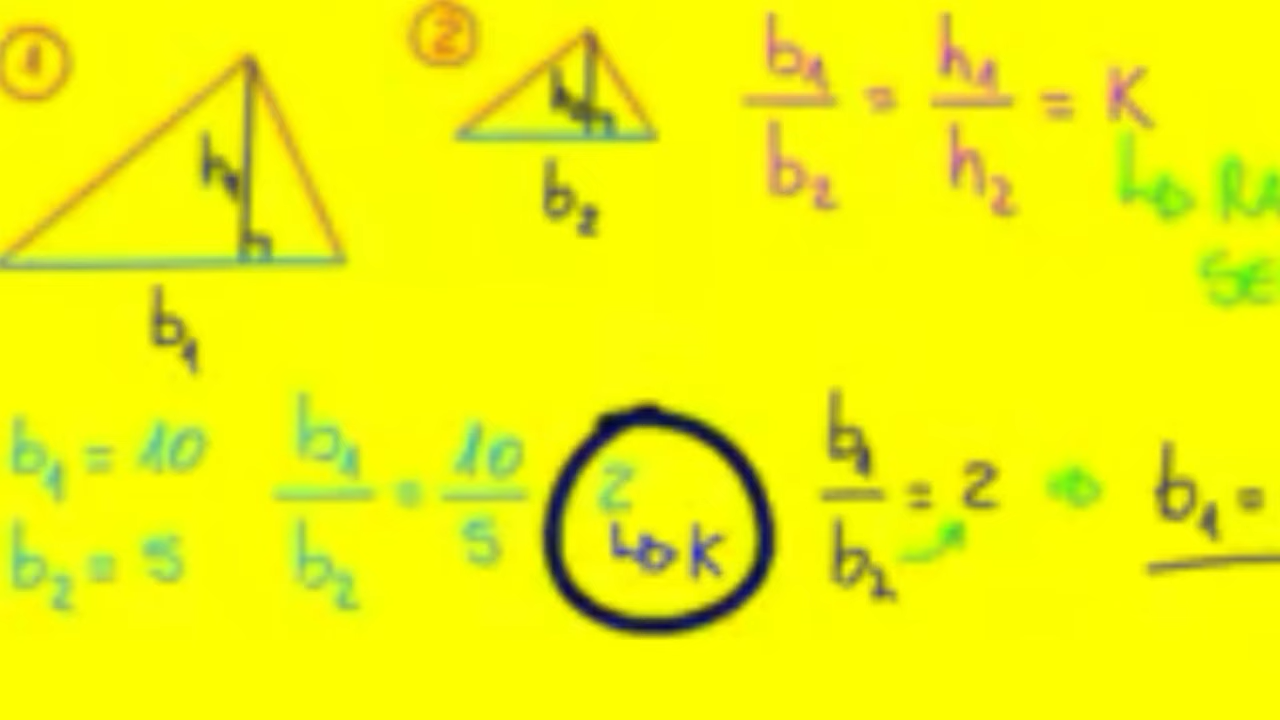 1 2
h1 h2
b1 b2
b1/b2 = h1/h2 = K
b1 = 10
b2 = 5
b1/b2 = 10/5
2
↳ K
b1/b2 = 2 ⇒ b1 =